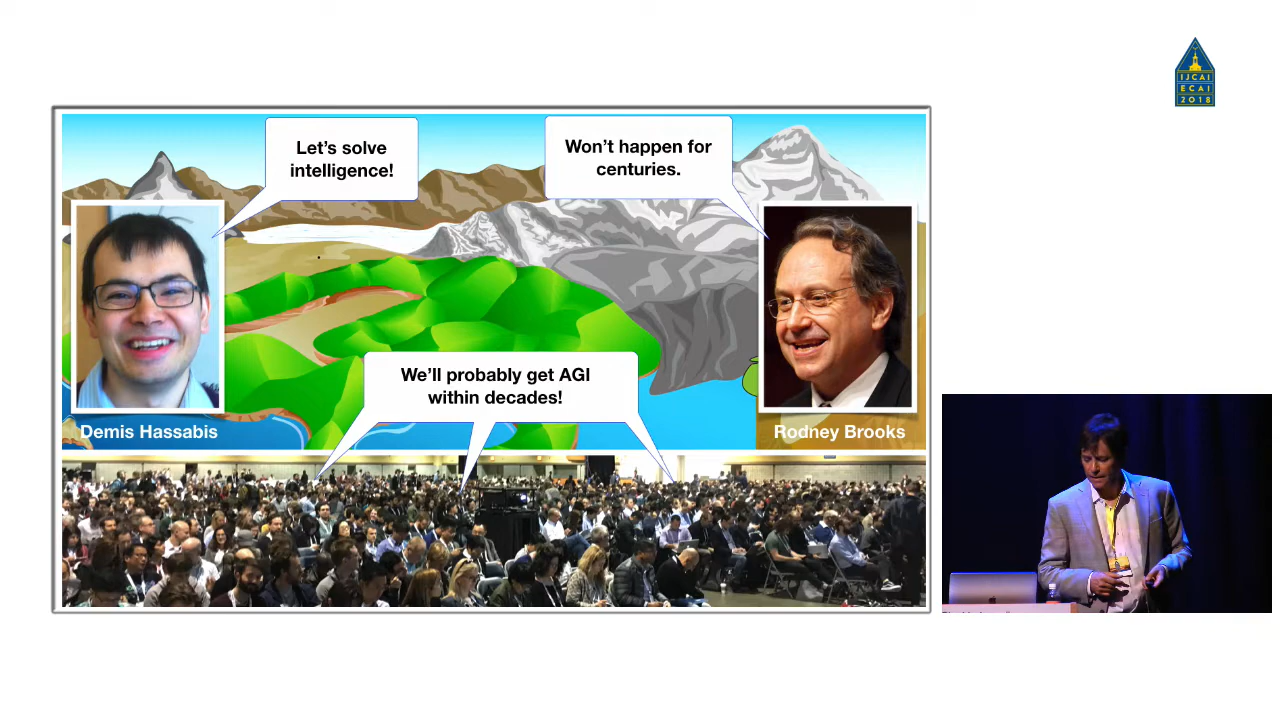 IJCAI
ECAI
2018
Let's solve
intelligence!
Won't happen for
centuries.
We'll probably get AGI
within decades!
Demis Hassabis
Rodney Brooks